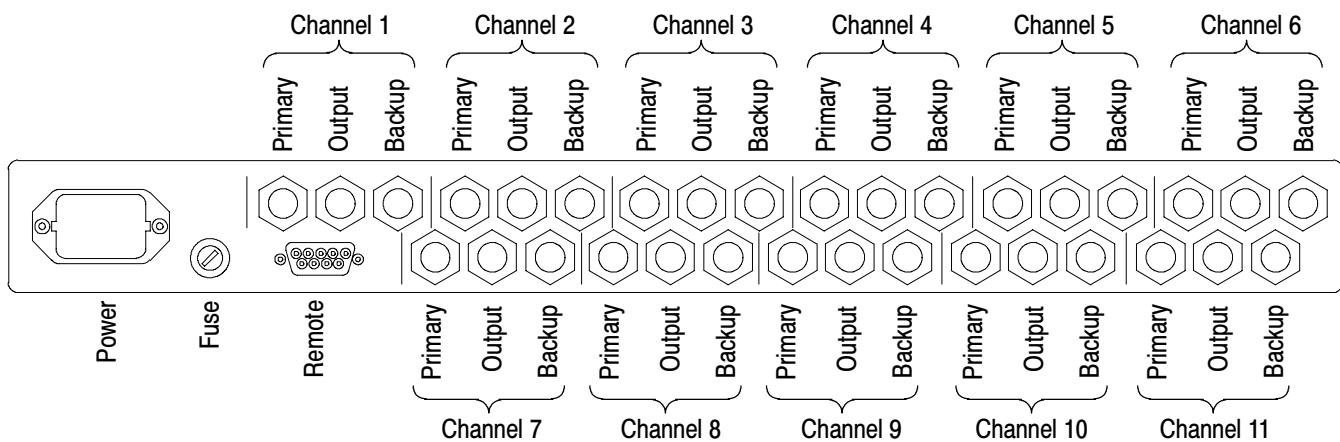 Channel 1 Channel 2 Channel 3 Channel 4 Channel 5 Channel 6
Primary Output Backup Primary Output Backup Primary Output Backup Primary Output Backup Primary Output Backup Primary Output Backup
Power Fuse Remote Primary Output Backup Primary Output Backup Primary Output Backup Primary Output Backup Primary Output Backup
Channel 7 Channel 8 Channel 9 Channel 10 Channel 11